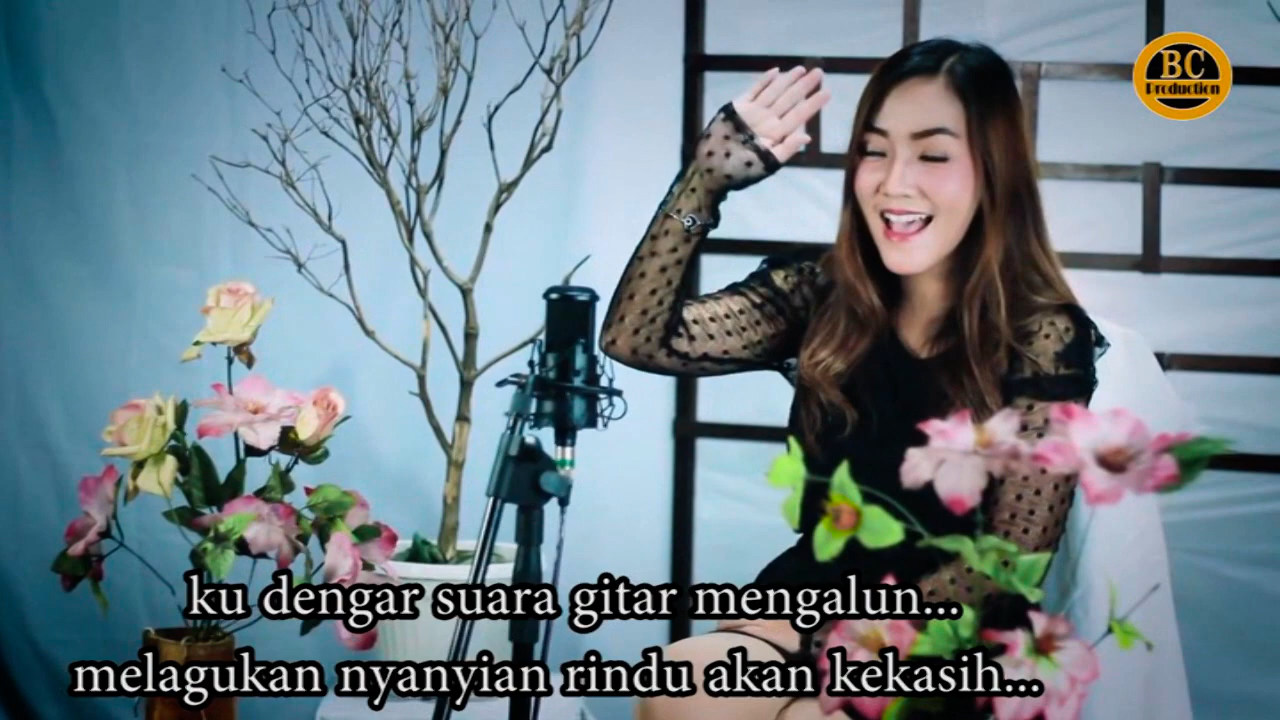 BC
Production
ku dengar suara gitar mengalun...
melagukan nyanyian rindu akan kekasih...